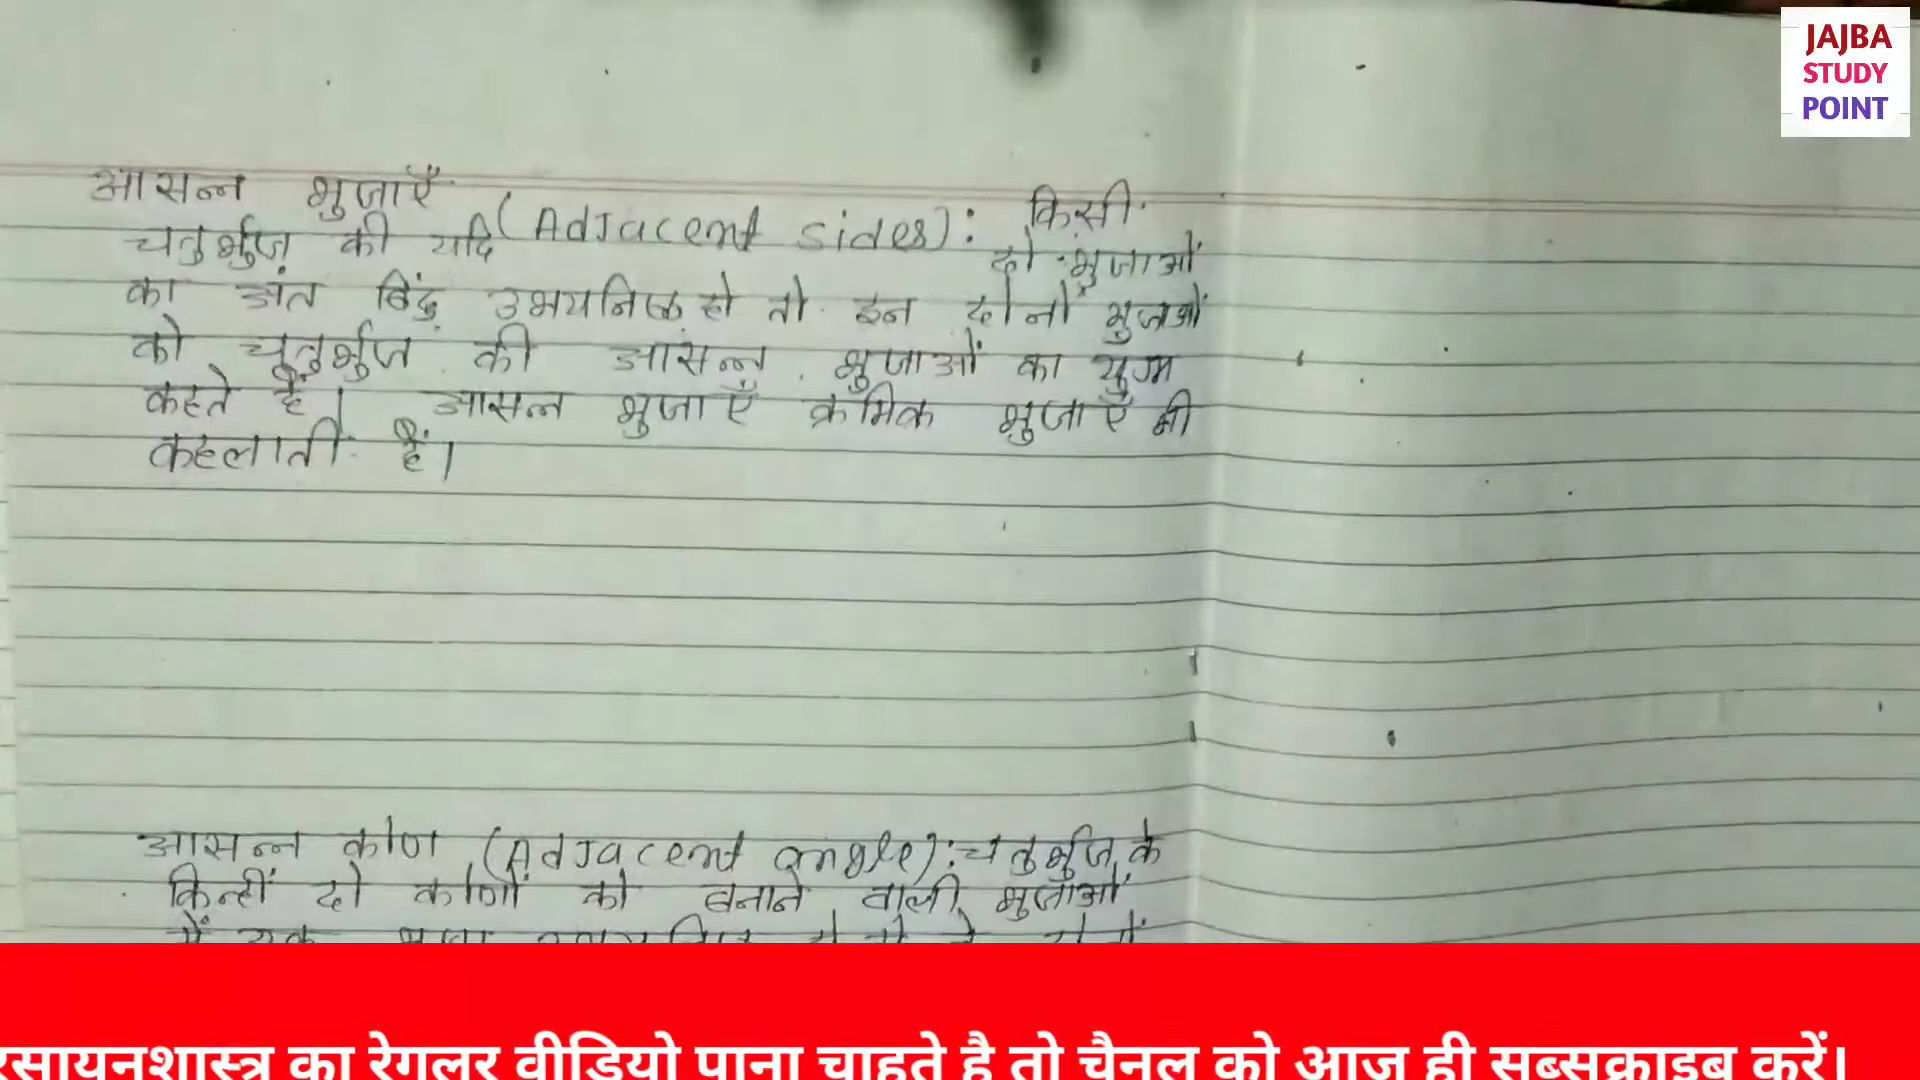 JAJBA
STUDY
POINT
आसन्न भुजाएँ (Adjacent sides): किसी
चतुर्भुज की यदि दो भुजाओं
का अंत बिंदु उभयनिष्ठ हो तो इन दोनों भुजाओं
को चतुर्भुज की आसन्न भुजाओं का युग्म
कहते हैं। आसन्न भुजाएँ क्रमिक भुजाएँ भी
कहलाती हैं।
आसन्न कोण (Adjacent angle): चतुर्भुज के
किन्हीं दो कोणों को बनाने वाली भुजाओं
में एक भुजा
रसायनशास्त्र का रेगुलर वीडियो पाना चाहते है तो चैनल को आज ही सब्सक्राइब करें।